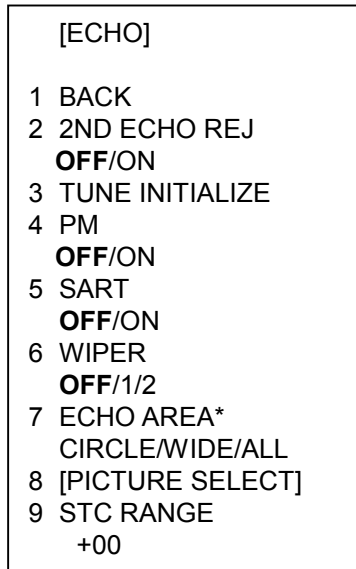 [ECHO]
1 BACK
2 2ND ECHO REJ
OFF/ON
3 TUNE INITIALIZE
4 PM
OFF/ON
5 SART
OFF/ON
6 WIPER
OFF/1/2
7 ECHO AREA*
CIRCLE/WIDE/ALL
8 [PICTURE SELECT]
9 STC RANGE
+00